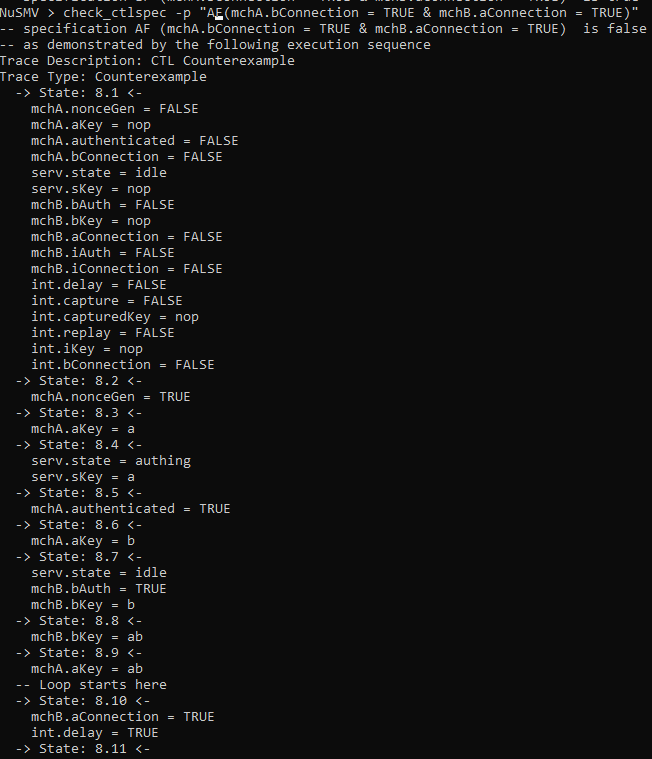 NuSMV > check_ctlspec -p "AF(mchA.bConnection = TRUE & mchB.aConnection = TRUE)"
-- specification AF (mchA.bConnection = TRUE & mchB.aConnection = TRUE)  is false
-- as demonstrated by the following execution sequence
Trace Description: CTL Counterexample
Trace Type: Counterexample
  -> State: 8.1 <-
    mchA.nonceGen = FALSE
    mchA.aKey = nop
    mchA.authenticated = FALSE
    mchA.bConnection = FALSE
    serv.state = idle
    serv.sKey = nop
    mchB.bAuth = FALSE
    mchB.bKey = nop
    mchB.aConnection = FALSE
    mchB.iAuth = FALSE
    mchB.iConnection = FALSE
    int.delay = FALSE
    int.capture = FALSE
    int.capturedKey = nop
    int.replay = FALSE
    int.iKey = nop
    int.bConnection = FALSE
  -> State: 8.2 <-
    mchA.nonceGen = TRUE
  -> State: 8.3 <-
    mchA.aKey = a
  -> State: 8.4 <-
    serv.state = authing
    serv.sKey = a
  -> State: 8.5 <-
    mchA.authenticated = TRUE
  -> State: 8.6 <-
    mchA.aKey = b
  -> State: 8.7 <-
    serv.state = idle
    mchB.bAuth = TRUE
    mchB.bKey = b
  -> State: 8.8 <-
    mchB.bKey = ab
  -> State: 8.9 <-
    mchA.aKey = ab
  -- Loop starts here
  -> State: 8.10 <-
    mchB.aConnection = TRUE
    int.delay = TRUE
  -> State: 8.11 <-